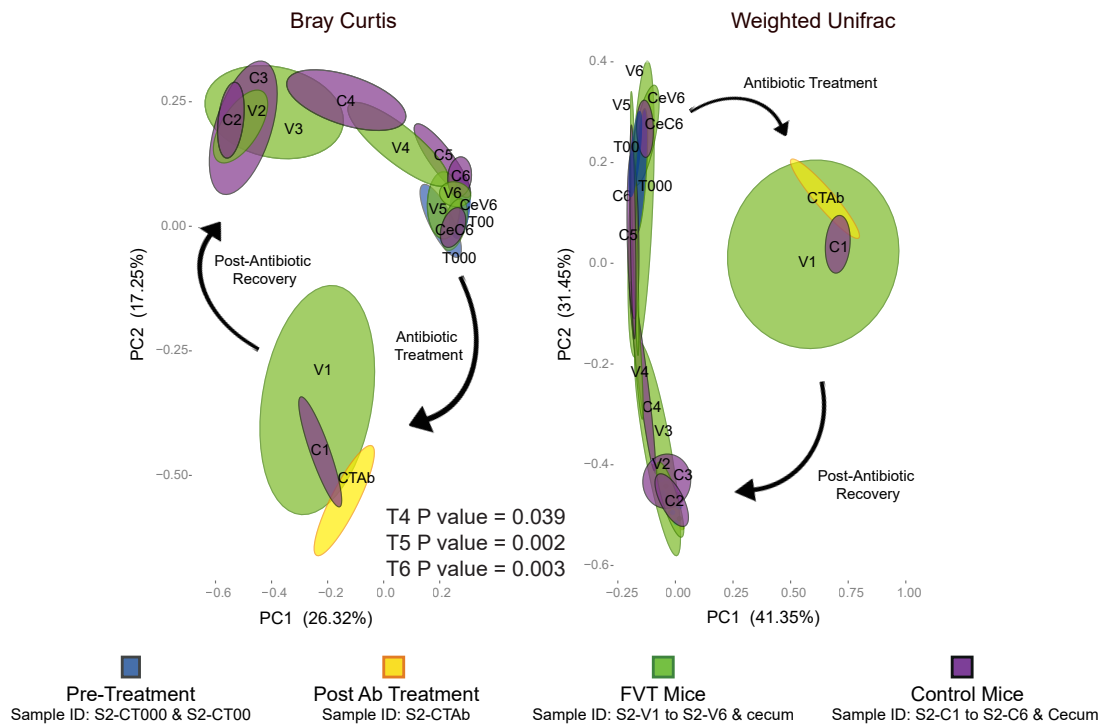 Bray Curtis
Weighted Unifrac
PC2 (17.25%)
0.25-
0.00-
−0.25-
−0.50-
C3
C2
V2
V3
C4
V4
C5
C6
V6
V5
CeV6
T00
CeC6
T000
Post-Antibiotic
Recovery
Antibiotic
Treatment
V1
C1
CTAb
T4 P value = 0.039
T5 P value = 0.002
T6 P value = 0.003
−0.6
−0.4
−0.2
0.0
0.2
PC1 (26.32%)
PC2 (31.45%)
0.4-
0.2-
0.0-
−0.2-
−0.4-
−0.6-
V6
V5
CeV6
CeC6
T00
T000
C6
C5
V4
C4
V3
V2
C3
C2
Antibiotic Treatment
CTAb
C1
V1
Post-Antibiotic
Recovery
−0.25
0.00
0.25
0.50
0.75
1.00
PC1 (41.35%)
Pre-Treatment
Sample ID: S2-CT000 & S2-CT00
Post Ab Treatment
Sample ID: S2-CTAb
FVT Mice
Sample ID: S2-V1 to S2-V6 & cecum
Control Mice
Sample ID: S2-C1 to S2-C6 & Cecum